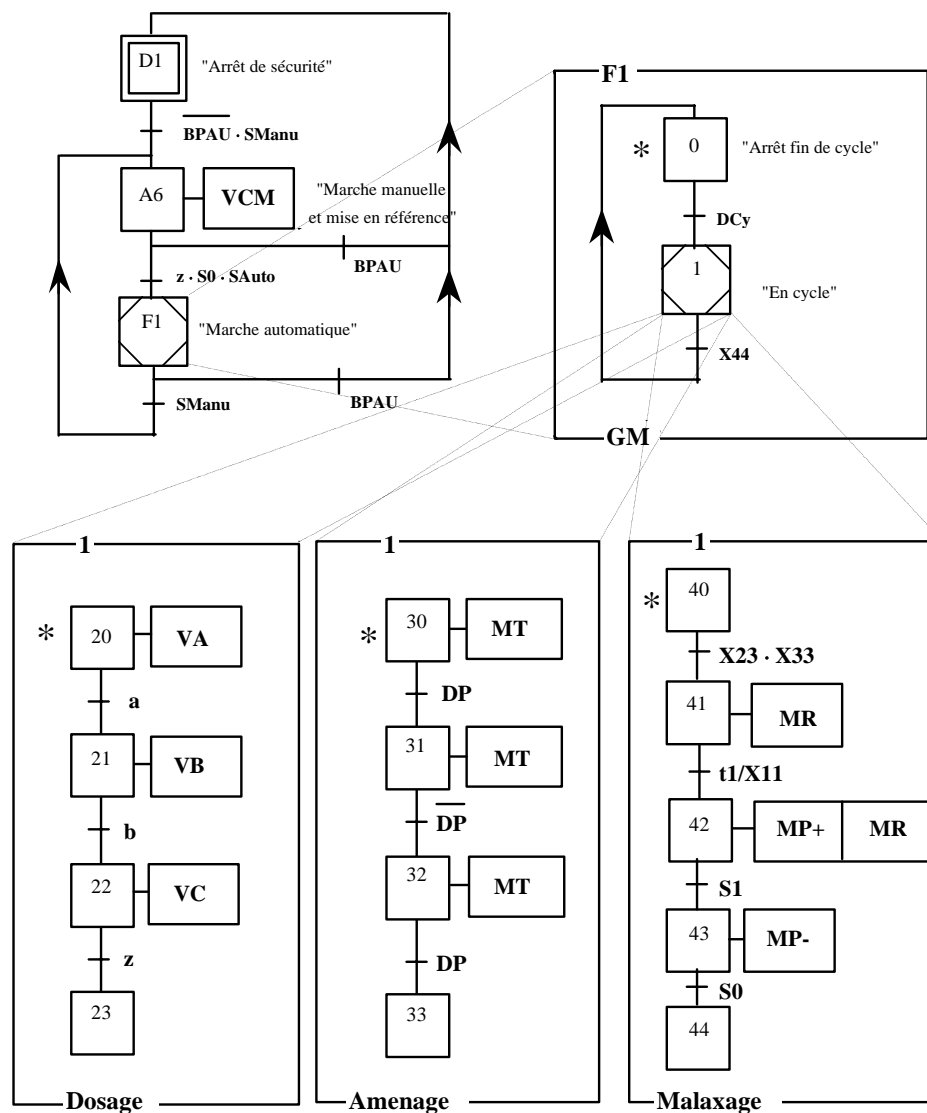 D1
"Arrêt de sécurité"
BPAU · SManu
A6
VCM
"Marche manuelle
et mise en référence"
BPAU
z · S0 · SAuto
F1
"Marche automatique"
SManu
BPAU
F1
*
0
"Arrêt fin de cycle"
DCy
1
"En cycle"
X44
GM
1
*
20
VA
a
21
VB
b
22
VC
z
23
Dosage
1
*
30
MT
DP
31
MT
DP
32
MT
DP
33
Amenage
1
*
40
X23 · X33
41
MR
t1/X11
42
MP+
MR
S1
43
MP-
S0
44
Malaxage